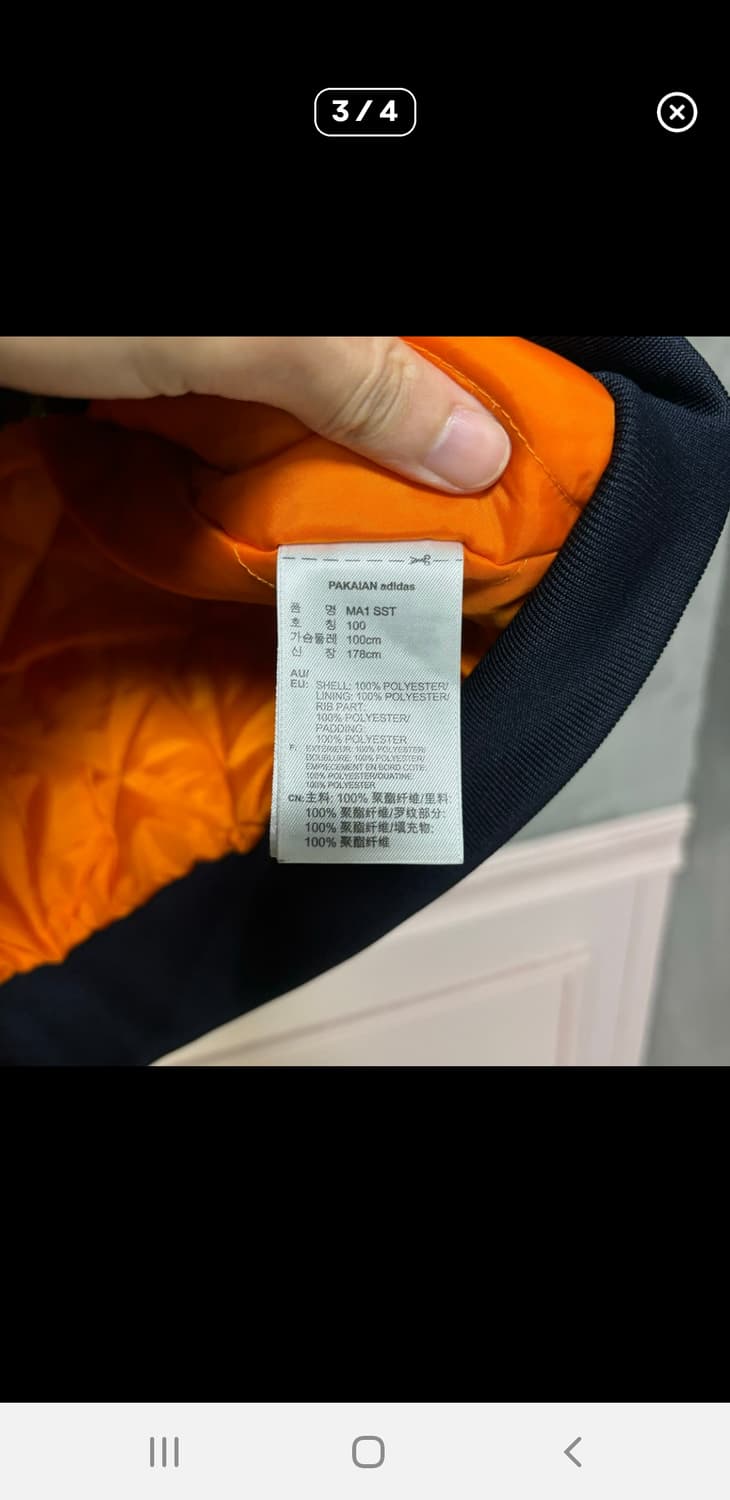 3 / 4
PAKAIAN adidas
품 명 MA1 SST
호 칭 100
가슴둘레 100cm
신 장 178cm
AU/
EU: SHELL: 100% POLYESTER/
LINING: 100% POLYESTER/
RIB PART:
100% POLYESTER/
PADDING
100% POLYESTER
F: EXTÉRIEUR: 100% POLYESTER/
DOUBLURE: 100% POLYESTER/
EMPIECEMENT EN BORD COTE:
100% POLYESTER/OUATINE:
100% POLYESTER
CN: 主料: 100% 聚酯纤维/里料:
100% 聚酯纤维/罗纹部分:
100% 聚酯纤维/填充物:
100% 聚酯纤维